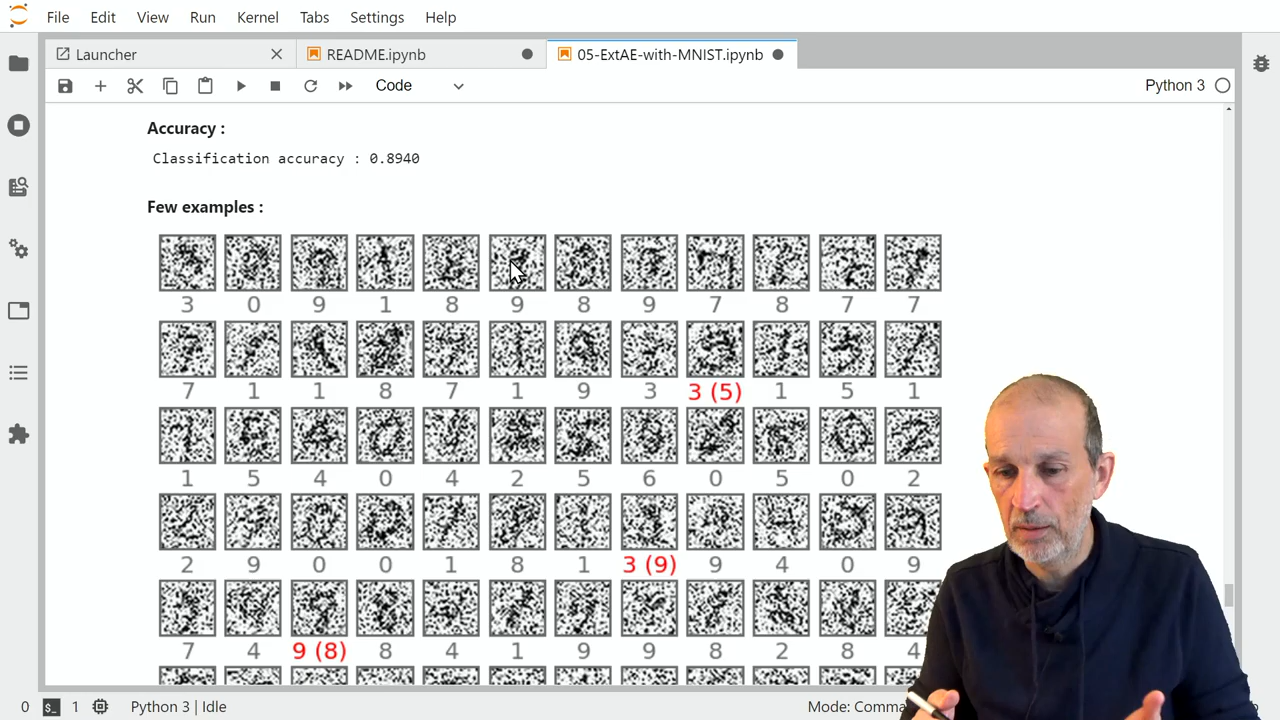 File Edit View Run Kernel Tabs Settings Help
Launcher README.ipynb 05-ExtAE-with-MNIST.ipynb
Code Python 3
Accuracy :
Classification accuracy : 0.8940
Few examples :
3 0 9 1 8 9 8 9 7 8 7 7
7 1 1 8 7 1 9 3 3 (5) 1 5 1
1 5 4 0 4 2 5 6 0 5 0 2
2 9 0 0 1 8 1 3 (9) 9 4 0 9
7 4 9 (8) 8 4 1 9 9 8 2 8 4
0 1 Python 3 | Idle Mode: Comma